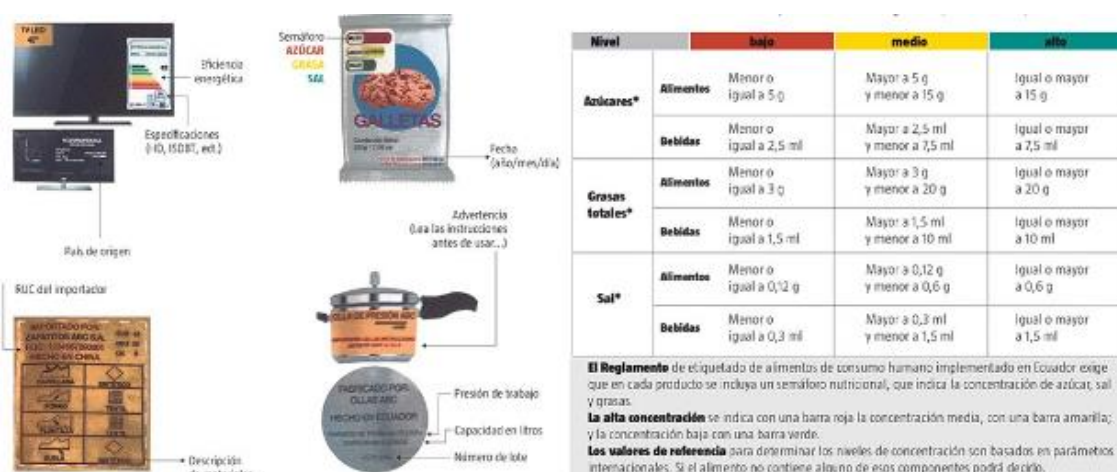 TV LED
42"
Eficiencia
energética
Especificaciones
(HD, ISDBT, ect.)
País de origen
Semáforo
AZÚCAR
GRASA
SAL
GALLETAS
Fecha
(año/mes/día)
Advertencia
(Lea las instrucciones
antes de usar...)
RUC del importador
IMPORTADO POR:
ZAPATITOS ABC S.A.
HECHO EN CHINA
CAPELLADA
FORRO
PLANTILLA
SUELA
Descripción
OLLA DE PRESIÓN ABC
FABRICADO POR:
OLLAS ABC
HECHO EN ECUADOR
Presión de trabajo
Capacidad en litros
Número de lote
Nivel bajo medio alto
Azúcares* Alimentos Menor o igual a 5 g Mayor a 5 g y menor a 15 g Igual o mayor a 15 g
Bebidas Menor o igual a 2,5 ml Mayor a 2,5 ml y menor a 7,5 ml Igual o mayor a 7,5 ml
Grasas totales* Alimentos Menor o igual a 3 g Mayor a 3 g y menor a 20 g Igual o mayor a 20 g
Bebidas Menor o igual a 1,5 ml Mayor a 1,5 ml y menor a 10 ml Igual o mayor a 10 ml
Sal* Alimentos Menor o igual a 0,12 g Mayor a 0,12 g y menor a 0,6 g Igual o mayor a 0,6 g
Bebidas Menor o igual a 0,3 ml Mayor a 0,3 ml y menor a 1,5 ml Igual o mayor a 1,5 ml
El Reglamento de etiquetado de alimentos de consumo humano implementado en Ecuador exige
que en cada producto se incluya un semáforo nutricional, que indica la concentración de azúcar, sal
y grasas.
La alta concentración se indica con una barra roja la concentración media, con una barra amarilla;
y la concentración baja con una barra verde.
Los valores de referencia para determinar los niveles de concentración son basados en parámetros
internacionales. Si el alimento no contiene alguno de esos componentes podrá decirlo.